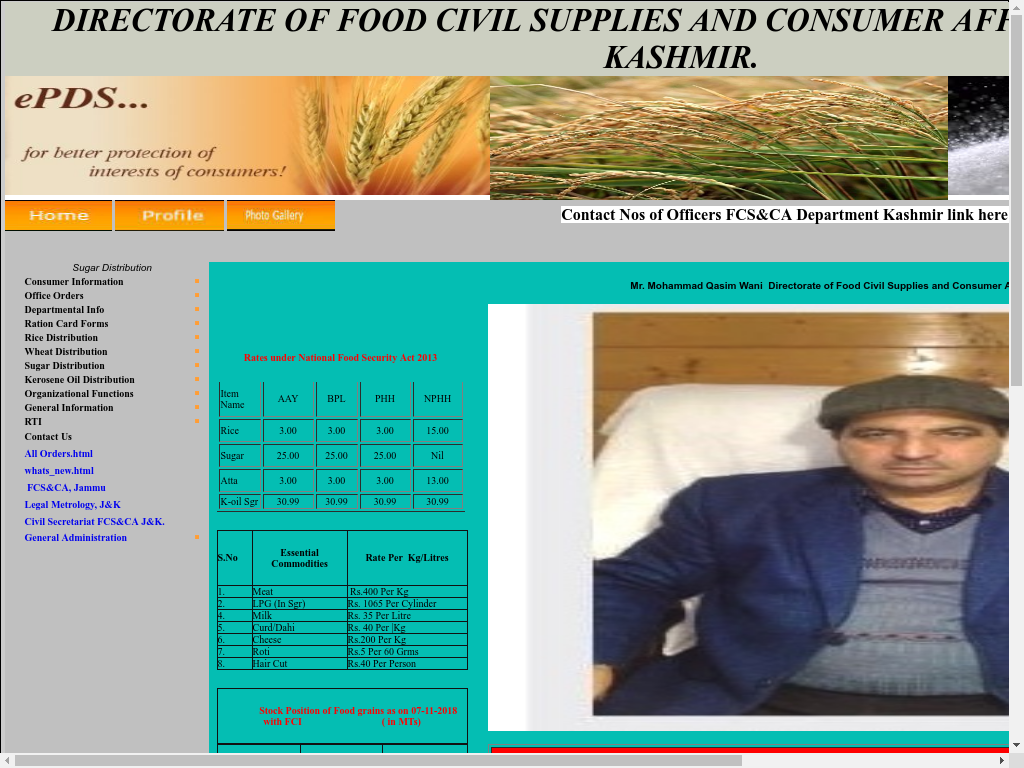 DIRECTORATE OF FOOD CIVIL SUPPLIES AND CONSUMER
KASHMIR.
ePDS...
for better protection of
interests of consumers!
Home Profile Photo Gallery
Contact Nos of Officers FCS&CA Department Kashmir link here
Sugar Distribution
Consumer Information
Office Orders
Departmental Info
Ration Card Forms
Rice Distribution
Wheat Distribution
Sugar Distribution
Kerosene Oil Distribution
Organizational Functions
General Information
RTI
Contact Us
All Orders.html
whats_new.html
FCS&CA, Jammu
Legal Metrology, J&K
Civil Secretariat FCS&CA J&K.
General Administration
Mr. Mohammad Qasim Wani Directorate of Food Civil Supplies and Consumer
Rates under National Food Security Act 2013
Item Name AAY BPL PHH NPHH
Rice 3.00 3.00 3.00 15.00
Sugar 25.00 25.00 25.00 Nil
Atta 3.00 3.00 3.00 13.00
K-oil Sgr 30.99 30.99 30.99 30.99
S.No Essential Commodities Rate Per Kg/Litres
1. Meat Rs.400 Per Kg
2. LPG (In Sgr) Rs. 1065 Per Cylinder
4. Milk Rs. 35 Per Litre
5. Curd/Dahi Rs. 40 Per |Kg
6. Cheese Rs.200 Per Kg
7. Roti Rs.5 Per 60 Grms
8. Hair Cut Rs.40 Per Person
Stock Position of Food grains as on 07-11-2018
with FCI ( in MTs)